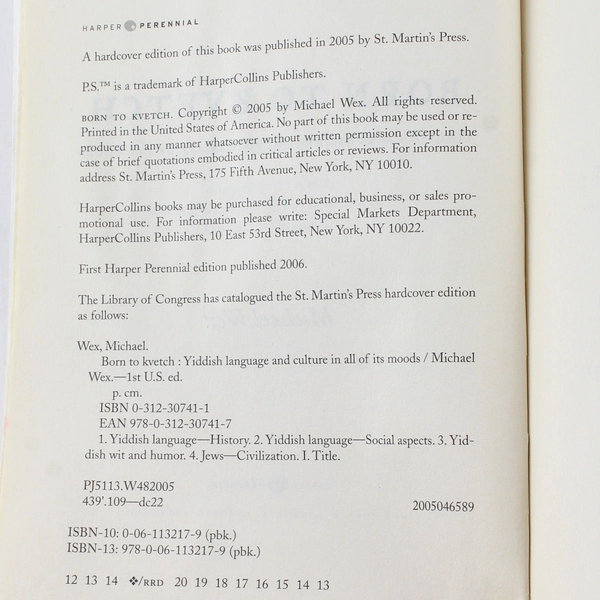 HARPER PERENNIAL
A hardcover edition of this book was published in 2005 by St. Martin's Press.
P.S.™ is a trademark of HarperCollins Publishers.
BORN TO KVETCH. Copyright © 2005 by Michael Wex. All rights reserved.
Printed in the United States of America. No part of this book may be used or re-
produced in any manner whatsoever without written permission except in the
case of brief quotations embodied in critical articles or reviews. For information
address St. Martin's Press, 175 Fifth Avenue, New York, NY 10010.
HarperCollins books may be purchased for educational, business, or sales pro-
motional use. For information please write: Special Markets Department,
HarperCollins Publishers, 10 East 53rd Street, New York, NY 10022.
First Harper Perennial edition published 2006.
The Library of Congress has catalogued the St. Martin's Press hardcover edition
as follows:
Wex, Michael.
Born to kvetch : Yiddish language and culture in all of its moods / Michael
Wex.—1st U.S. ed.
p. cm.
ISBN 0-312-30741-1
EAN 978-0-312-30741-7
1. Yiddish language—History. 2. Yiddish language—Social aspects. 3. Yid-
dish wit and humor. 4. Jews—Civilization. I. Title.
PJ5113.W482005
439'.109—dc22
2005046589
ISBN-10: 0-06-113217-9 (pbk.)
ISBN-13: 978-0-06-113217-9 (pbk.)
12 13 14 ❖/RRD 20 19 18 17 16 15 14 13